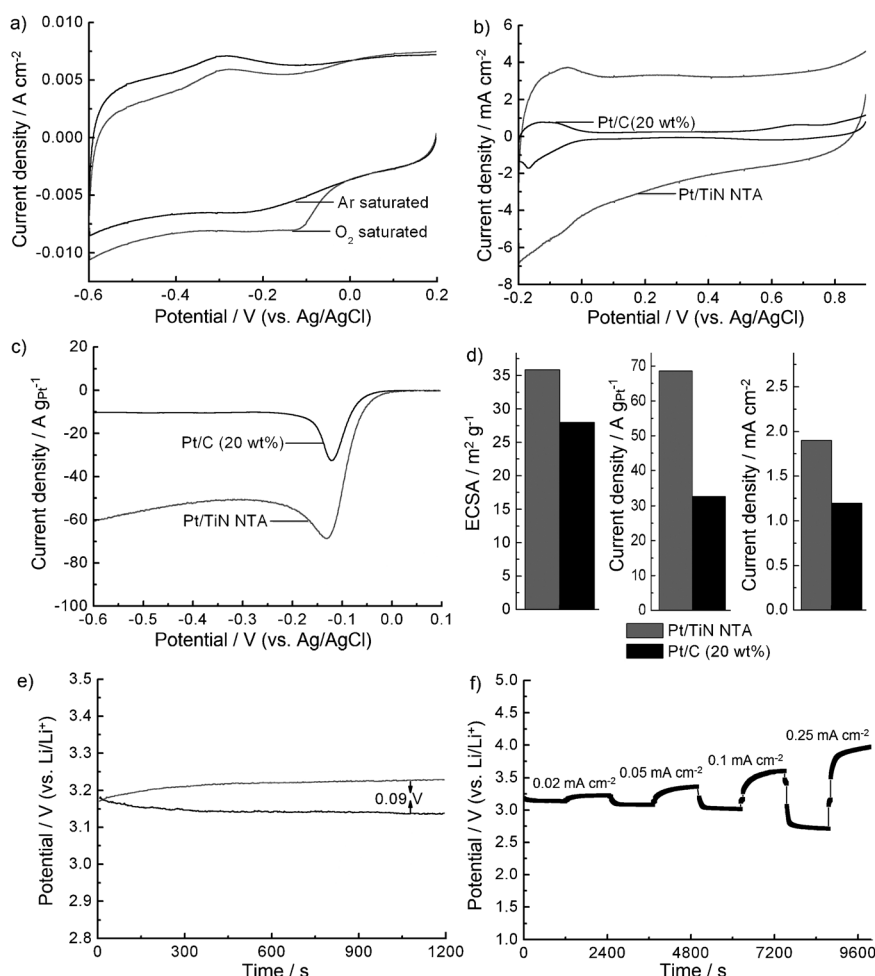 a)
0.010
0.005
0.000
-0.005
-0.010
Current density / A cm⁻²
Ar saturated
O₂ saturated
-0.6 -0.4 -0.2 0.0 0.2
Potential / V (vs. Ag/AgCl)
b)
6
4
2
0
-2
-4
-6
-8
Current density / mA cm⁻²
Pt/C(20 wt%)
Pt/TiN NTA
-0.2 0.0 0.2 0.4 0.6 0.8
Potential / V (vs. Ag/AgCl)
c)
20
0
-20
-40
-60
-80
-100
Current density / A gPt⁻¹
Pt/C (20 wt%)
Pt/TiN NTA
-0.6 -0.5 -0.4 -0.3 -0.2 -0.1 0.0 0.1
Potential / V (vs. Ag/AgCl)
d)
35
30
25
20
15
10
5
0
ECSA / m² g⁻¹
70
60
50
40
30
20
10
0
Current density / A gPt⁻¹
2.5
2.0
1.5
1.0
0.5
0.0
Current density / mA cm⁻²
Pt/TiN NTA
Pt/C (20 wt%)
e)
3.5
3.4
3.3
3.2
3.1
3.0
2.9
2.8
Potential / V (vs. Li/Li⁺)
0.09 V
0 300 600 900 1200
Time / s
f)
5.0
4.5
4.0
3.5
3.0
2.5
2.0
1.5
1.0
Potential / V (vs. Li/Li⁺)
0.02 mA cm⁻²
0.05 mA cm⁻²
0.1 mA cm⁻²
0.25 mA cm⁻²
0 2400 4800 7200 9600
Time / s